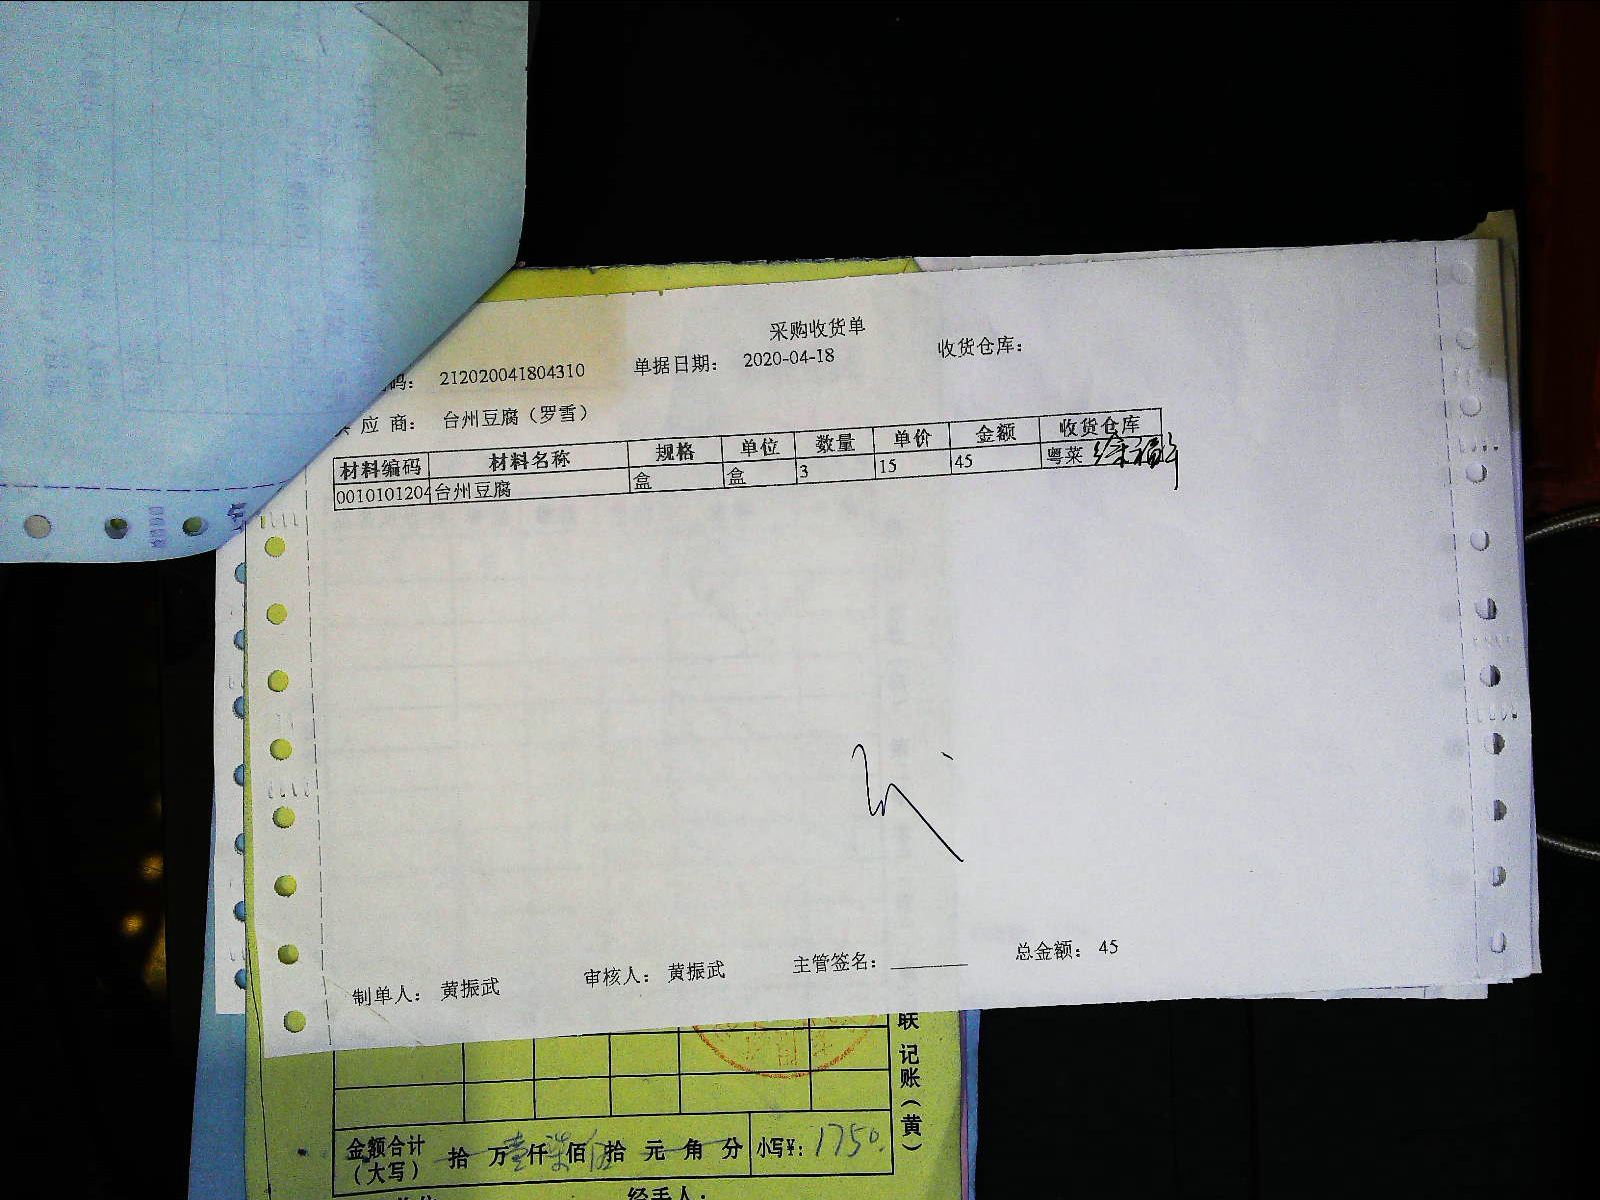 采购收货单
码： 212020041804310 单据日期： 2020-04-18 收货仓库：
应 商： 台州豆腐（罗雪）
材料编码 材料名称 规格 单位 数量 单价 金额 收货仓库
0010101204 台州豆腐 盒 盒 3 15 45 粤菜
制单人： 黄振武 审核人： 黄振武 主管签名： 总金额： 45
联 记账（黄）
金额合计（大写） 拾 万壹仟柒佰伍拾 元 角 分 小写¥： 1750.
经手人：